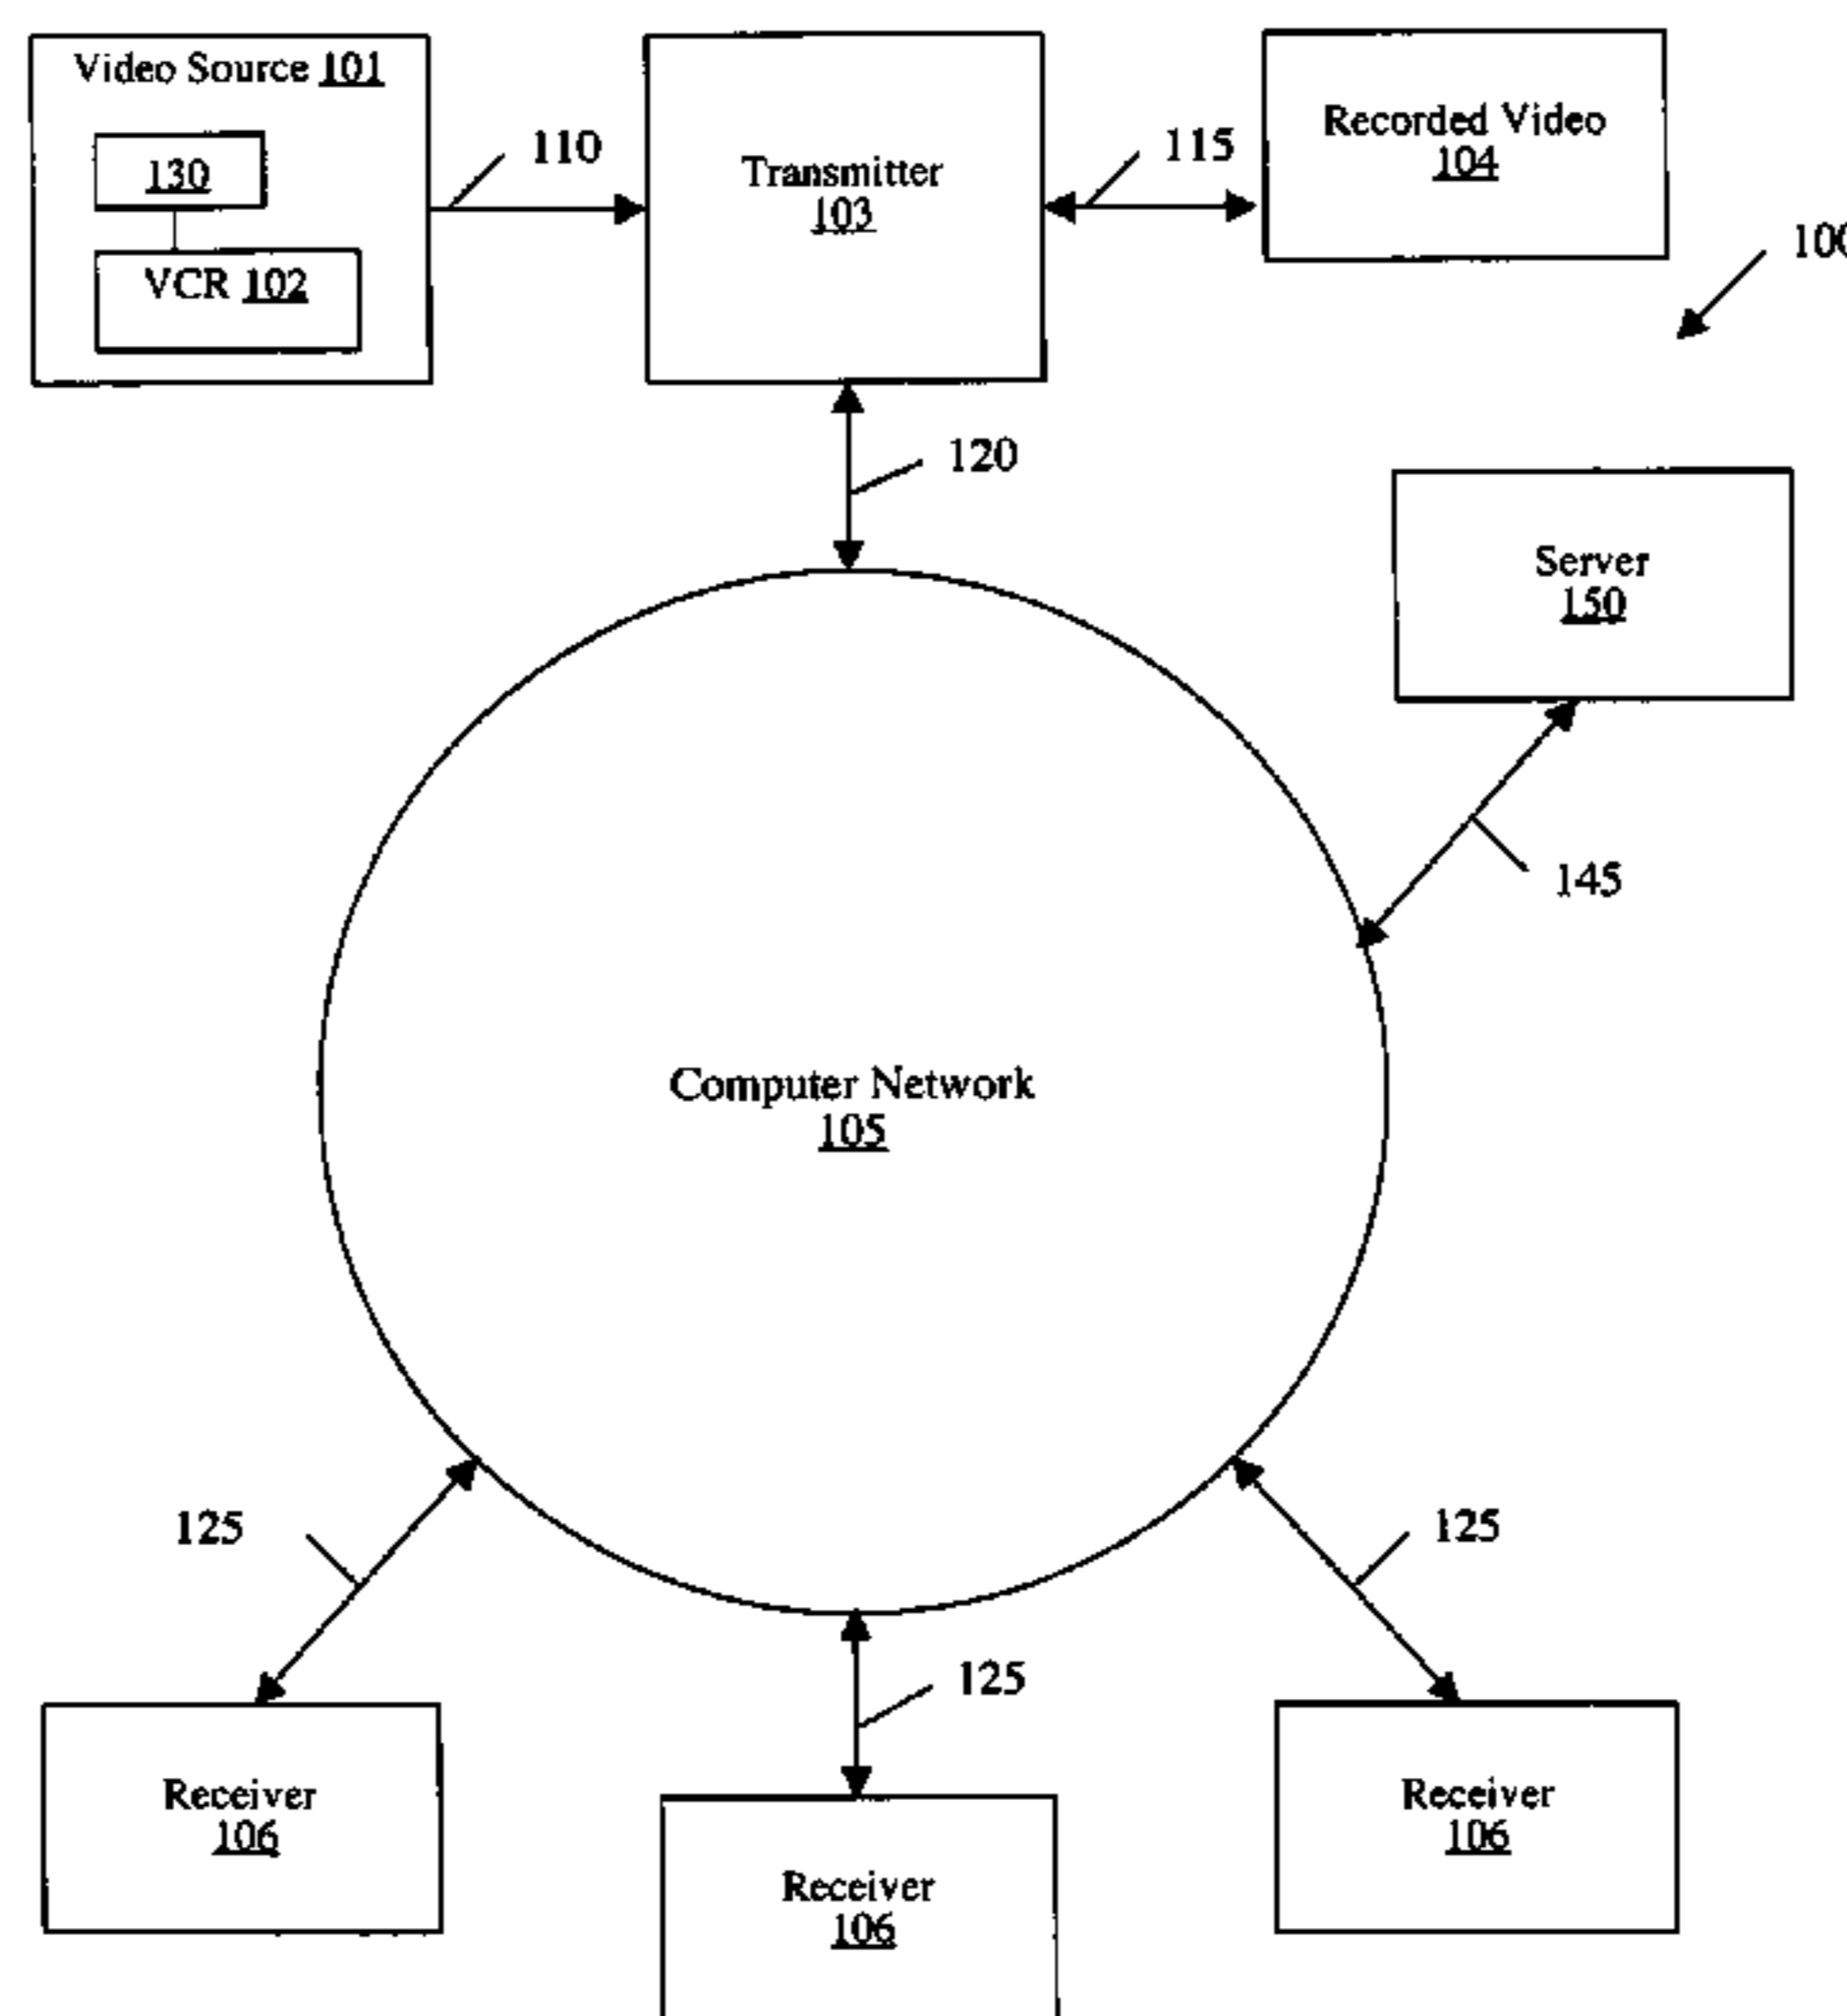 Video Source 101
130
VCR 102
110
Transmitter
103
115
Recorded Video
104
100
120
Server
150
145
Computer Network
105
125
125
125
Receiver
106
Receiver
106
Receiver
106